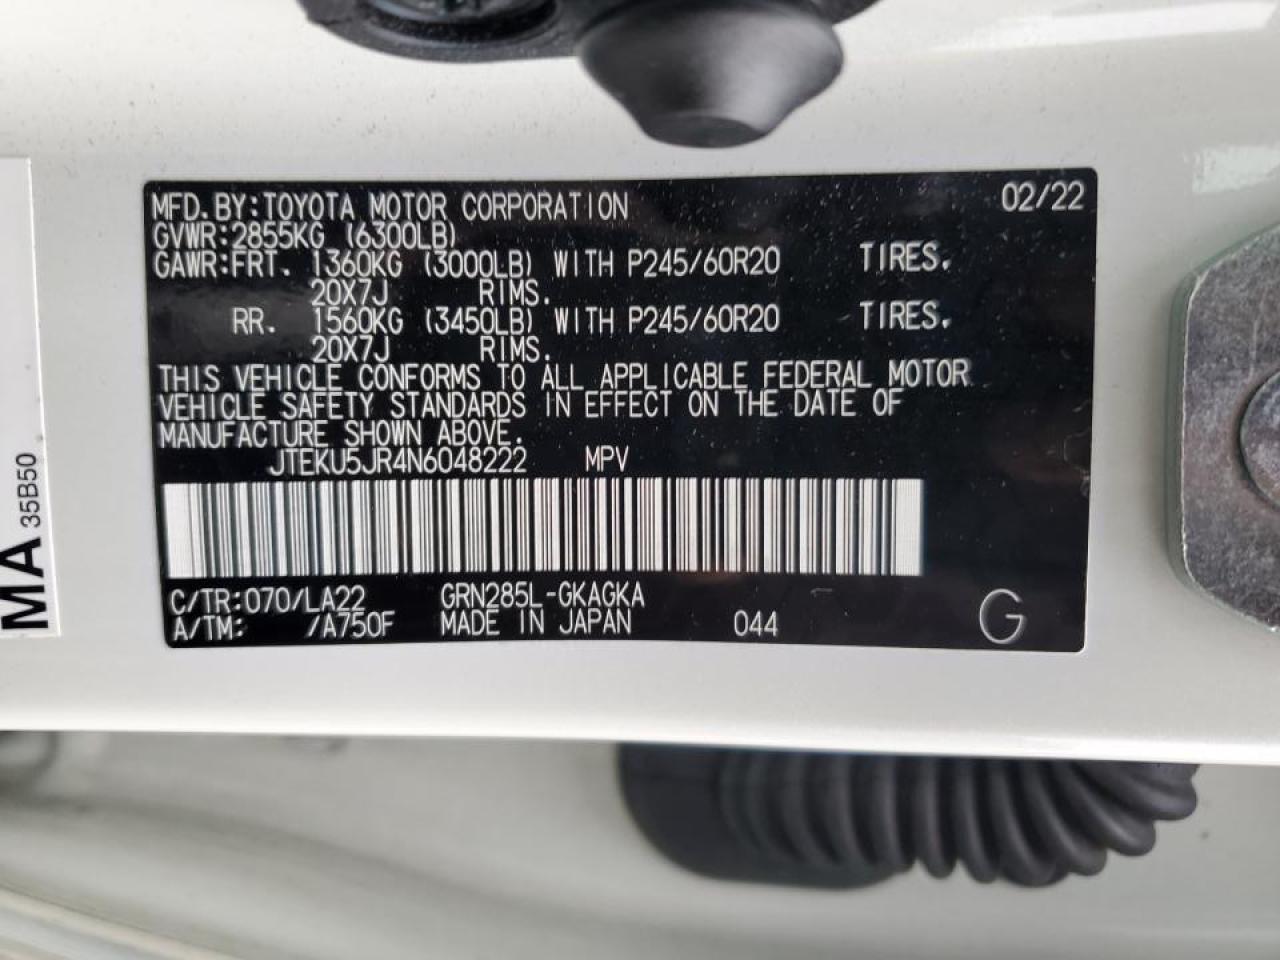 MFD.BY:TOYOTA MOTOR CORPORATION 02/22
GVWR:2855KG (6300LB)
GAWR:FRT. 1360KG (3000LB) WITH P245/60R20 TIRES.
20X7J RIMS.
RR. 1560KG (3450LB) WITH P245/60R20 TIRES.
20X7J RIMS.
THIS VEHICLE CONFORMS TO ALL APPLICABLE FEDERAL MOTOR
VEHICLE SAFETY STANDARDS IN EFFECT ON THE DATE OF
MANUFACTURE SHOWN ABOVE.
JTEKU5JR4N6048222 MPV
C/TR:070/LA22 GRN285L-GKAGKA
A/TM: /A750F MADE IN JAPAN 044 G
MA 35B50